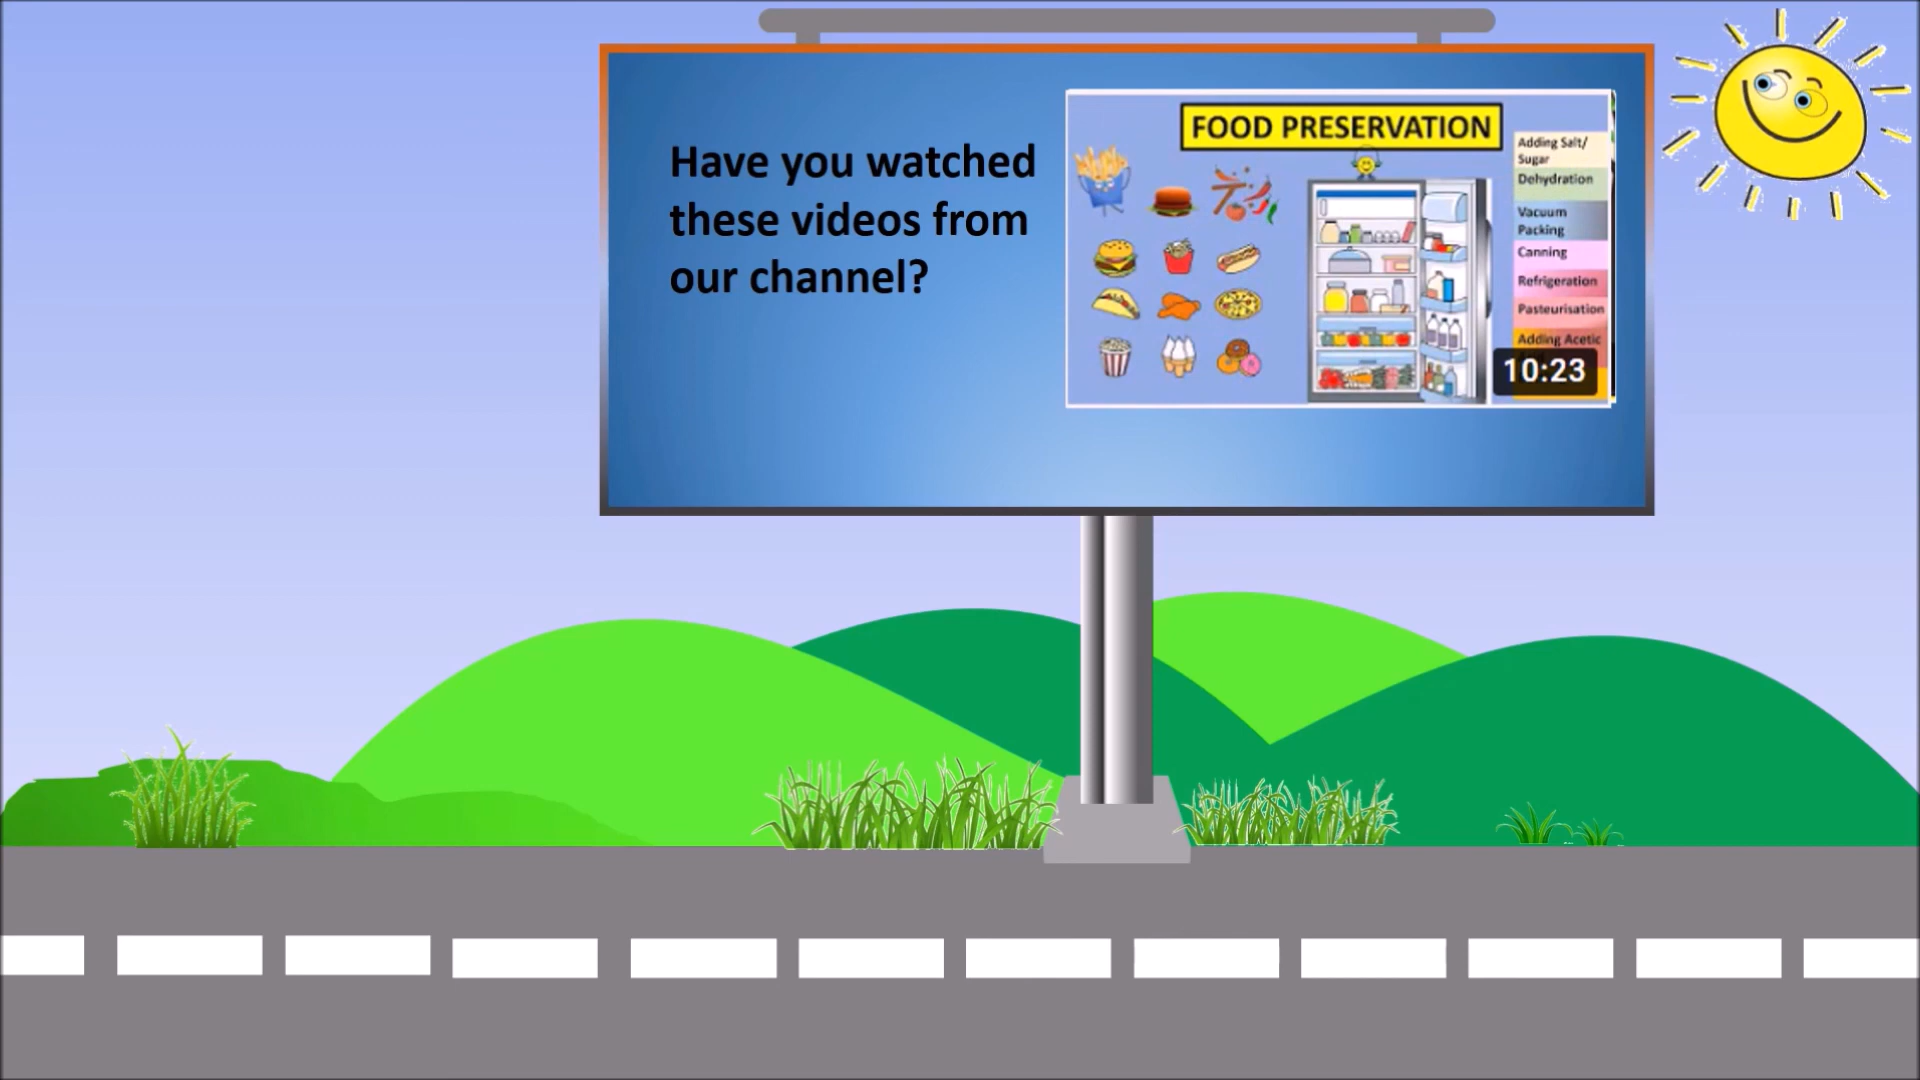 Have you watched
these videos from
our channel?
FOOD PRESERVATION
Adding Salt/
Sugar
Dehydration
Vacuum
Packing
Canning
Refrigeration
Pasteurisation
Adding Acetic
10:23